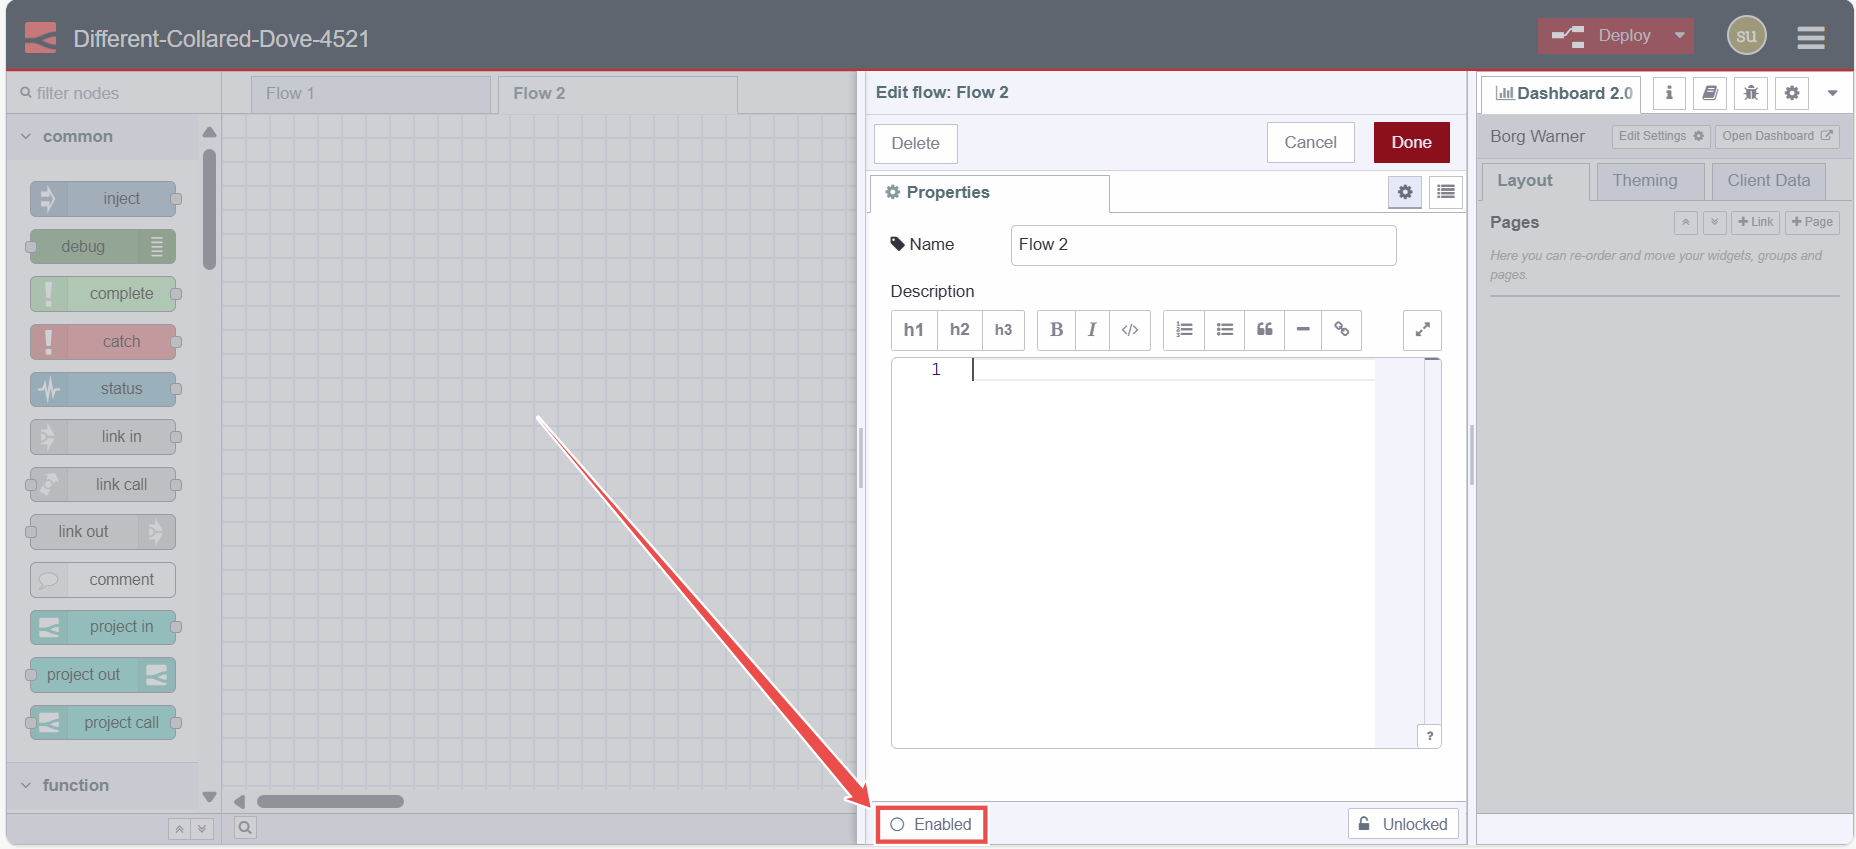 Different-Collared-Dove-4521
Deploy
su
filter nodes
Flow 1
Flow 2
common
inject
debug
complete
catch
status
link in
link call
link out
comment
project in
project out
project call
function
Edit flow: Flow 2
Delete
Cancel
Done
Properties
Name
Flow 2
Description
h1
h2
h3
B
I
</>
1
?
Enabled
Unlocked
Dashboard 2.0
i
Borg Warner
Edit Settings
Open Dashboard
Layout
Theming
Client Data
Pages
+ Link
+ Page
Here you can re-order and move your widgets, groups and
pages.